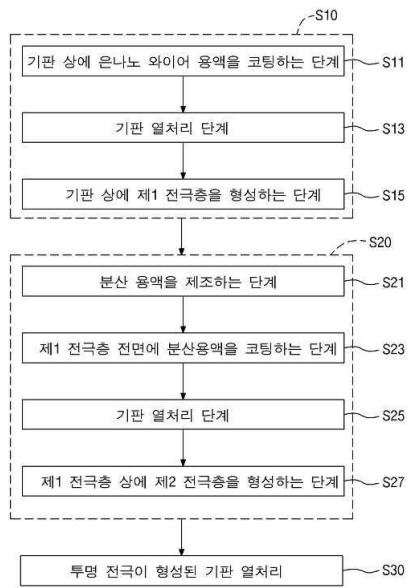 S10
기판 상에 은나노 와이어 용액을 코팅하는 단계 S11
기판 열처리 단계 S13
기판 상에 제1 전극층을 형성하는 단계 S15
S20
분산 용액을 제조하는 단계 S21
제1 전극층 전면에 분산용액을 코팅하는 단계 S23
기판 열처리 단계 S25
제1 전극층 상에 제2 전극층을 형성하는 단계 S27
투명 전극이 형성된 기판 열처리 S30